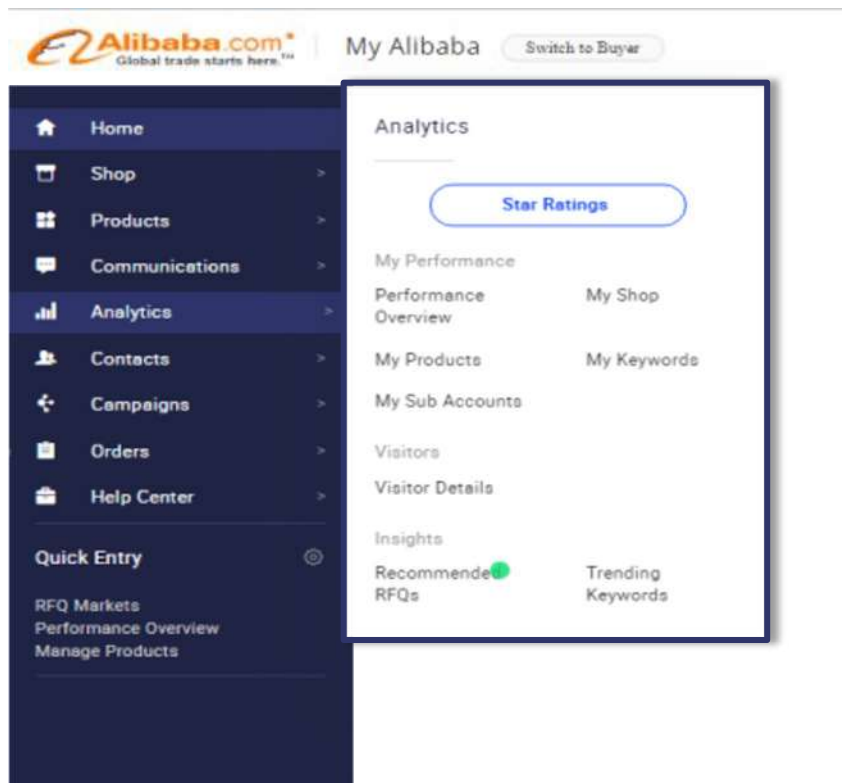 Alibaba.com
Global trade starts here.™
My Alibaba
Switch to Buyer
Home
Shop >
Products >
Communications >
Analytics >
Contacts >
Campaigns >
Orders >
Help Center >
Quick Entry
RFQ Markets
Performance Overview
Manage Products
Analytics
Star Ratings
My Performance
Performance
Overview
My Shop
My Products
My Keywords
My Sub Accounts
Visitors
Visitor Details
Insights
Recommended
RFQs
Trending
Keywords